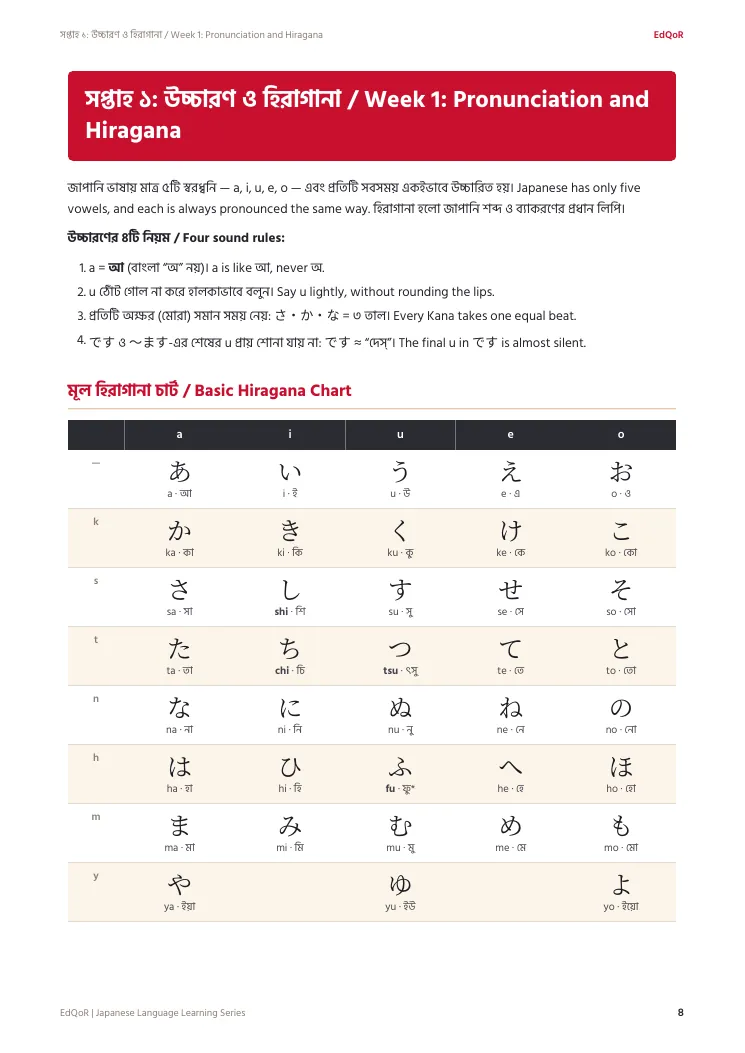 সপ্তাহ ১: উচ্চারণ ও হিরাগানা / Week 1: Pronunciation and Hiragana
EdQoR
সপ্তাহ ১: উচ্চারণ ও হিরাগানা / Week 1: Pronunciation and
Hiragana
জাপানি ভাষায় মাত্র ৫টি স্বরধ্বনি — a, i, u, e, o — এবং প্রতিটি সবসময় একইভাবে উচ্চারিত হয়। Japanese has only five
vowels, and each is always pronounced the same way. হিরাগানা হলো জাপানি শব্দ ও ব্যাকরণের প্রধান লিপি।
উচ্চারণের ৪টি নিয়ম / Four sound rules:
1. a = আ (বাংলা “অ” নয়)। a is like আ, never অ.
2. u ঠোঁট গোল না করে হালকাভাবে বলুন। Say u lightly, without rounding the lips.
3. প্রতিটি অক্ষর (মোরা) সমান সময় নেয়: さ・か・な = ৩ তাল। Every Kana takes one equal beat.
4. です ও 〜ます-এর শেষের u প্রায় শোনা যায় না: です ≈ “দেস্”। The final u in です is almost silent.
মূল হিরাগানা চার্ট / Basic Hiragana Chart
a i u e o
— あ い う え お
a · আ i · ই u · উ e · এ o · ও
k か き く け こ
ka · কা ki · কি ku · কু ke · কে ko · কো
s さ し す せ そ
sa · সা shi · শি su · সু se · সে so · সো
t た ち つ て と
ta · তা chi · চি tsu · ৎসু te · তে to · তো
n な に ぬ ね の
na · না ni · নি nu · নু ne · নে no · নো
h は ひ ふ へ ほ
ha · হা hi · হি fu · ফু* he · হে ho · হো
m ま み む め も
ma · মা mi · মি mu · মু me · মে mo · মো
y や ゆ よ
ya · ইয়া yu · ইউ yo · ইয়ো
EdQoR | Japanese Language Learning Series
8